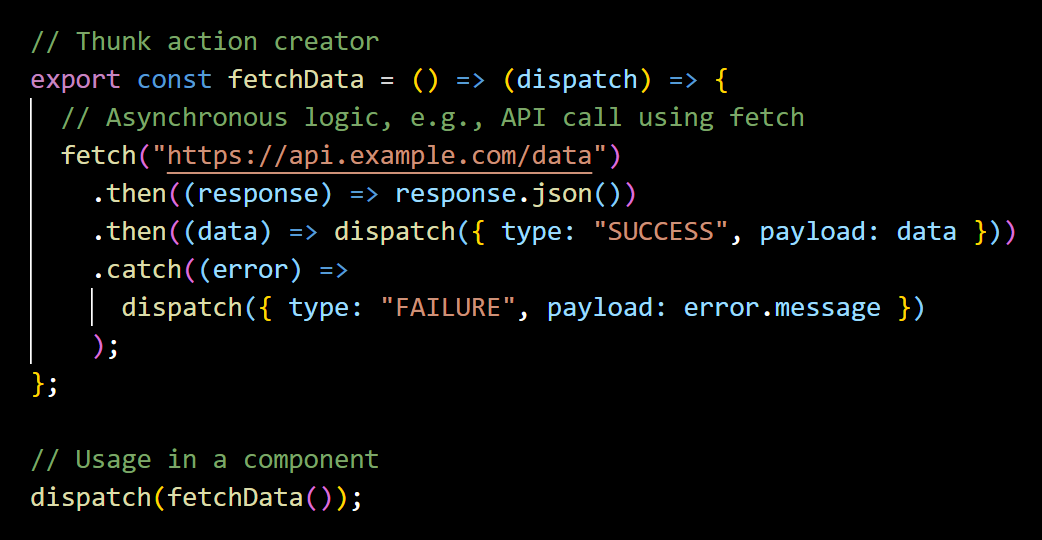 // Thunk action creator
export const fetchData = () => (dispatch) => {
  // Asynchronous logic, e.g., API call using fetch
  fetch("https://api.example.com/data")
    .then((response) => response.json())
    .then((data) => dispatch({ type: "SUCCESS", payload: data }))
    .catch((error) =>
      dispatch({ type: "FAILURE", payload: error.message })
    );
};

// Usage in a component
dispatch(fetchData());